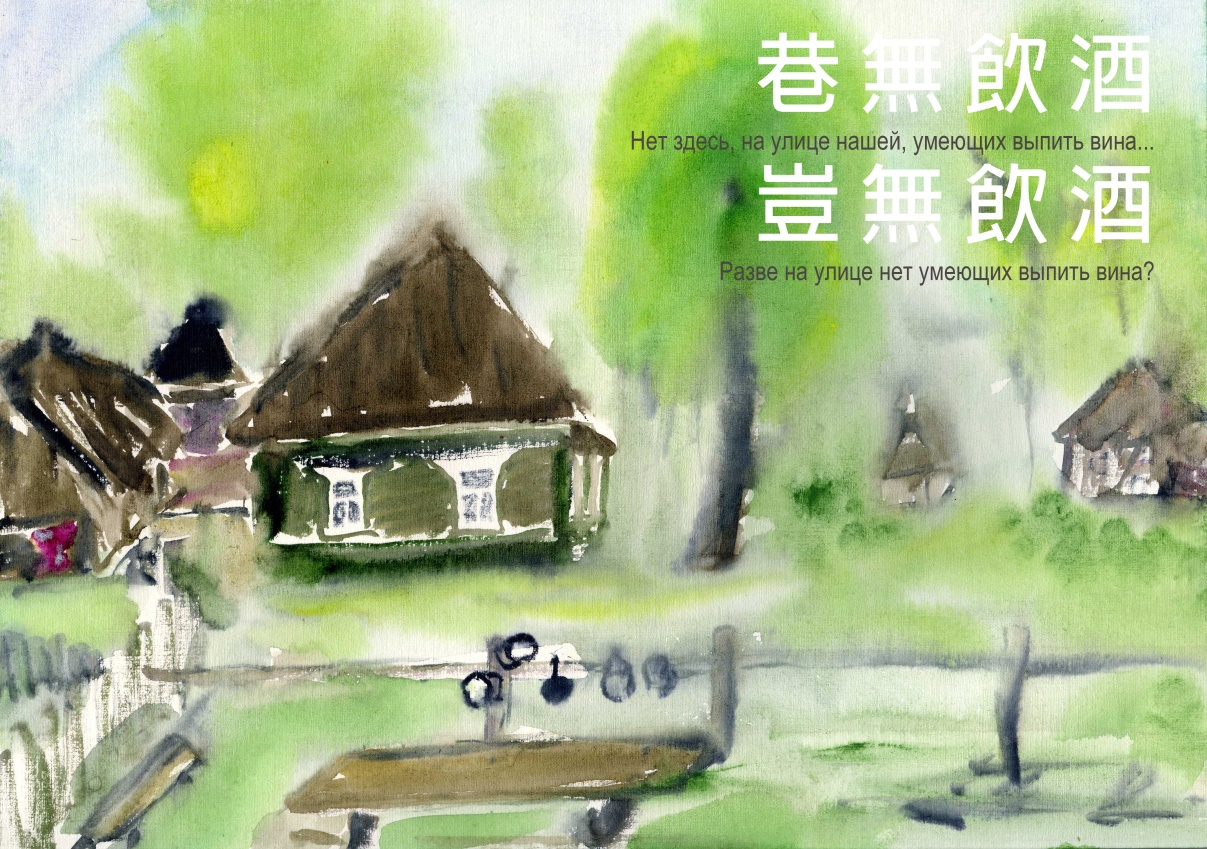 巷無飲酒
Нет здесь, на улице нашей, умеющих выпить вина...
豈無飲酒
Разве на улице нет умеющих выпить вина?